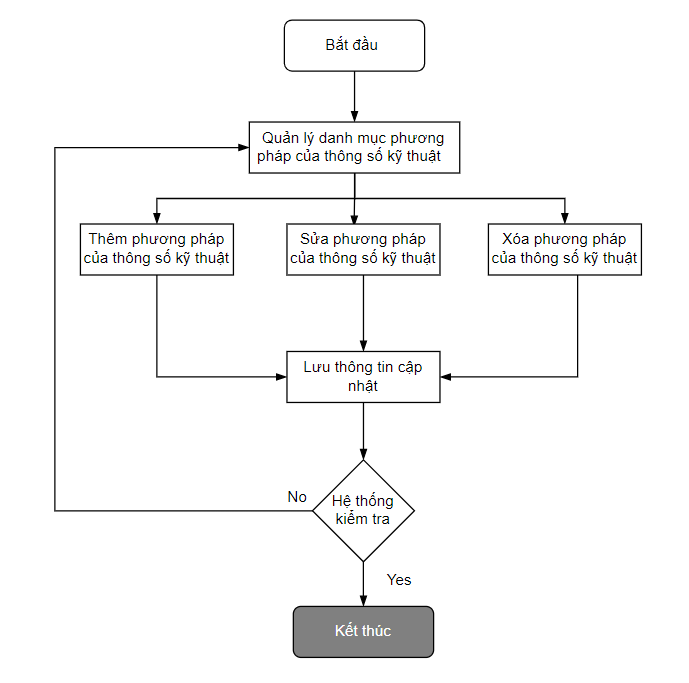 Bắt đầu
Quản lý danh mục phương
pháp của thông số kỹ thuật
Thêm phương pháp
của thông số kỹ thuật
Sửa phương pháp
của thông số kỹ thuật
Xóa phương pháp
của thông số kỹ thuật
Lưu thông tin cập
nhật
No
Hệ thống
kiểm tra
Yes
Kết thúc